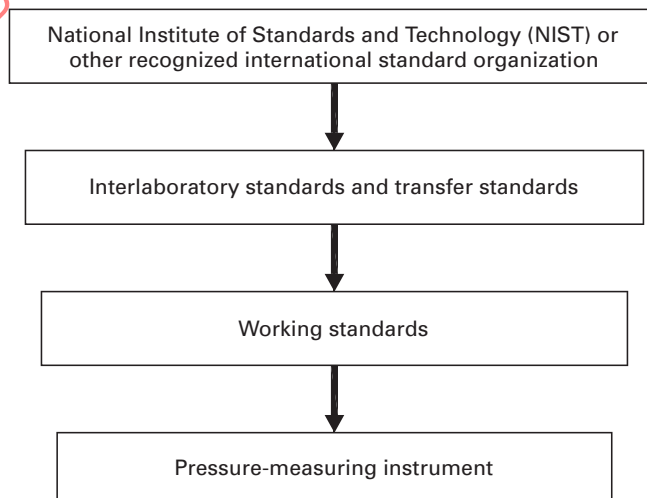 National Institute of Standards and Technology (NIST) or
other recognized international standard organization
Interlaboratory standards and transfer standards
Working standards
Pressure-measuring instrument